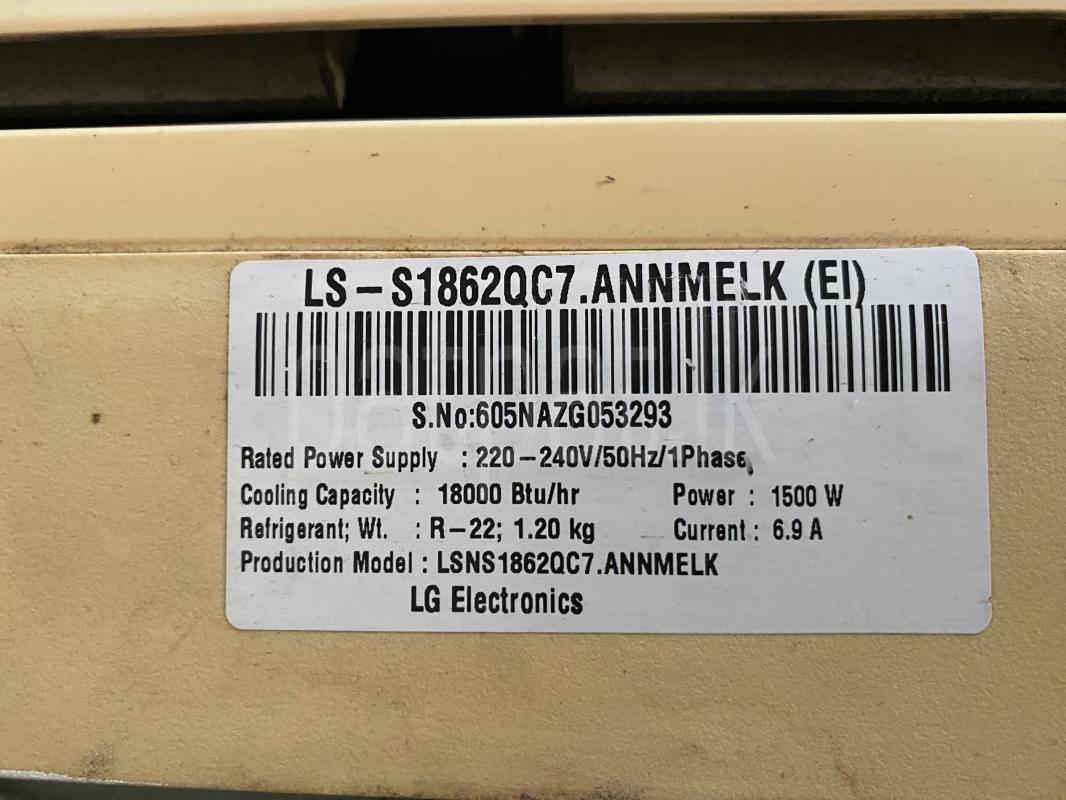 LS-S1862QC7.ANNMELK (EI)
S.No:605NAZG053293
Rated Power Supply : 220-240V/50Hz/1Phase,
Cooling Capacity : 18000 Btu/hr Power : 1500 W
Refrigerant; Wt. : R-22; 1.20 kg Current : 6.9 A
Production Model : LSNS1862QC7.ANNMELK
LG Electronics